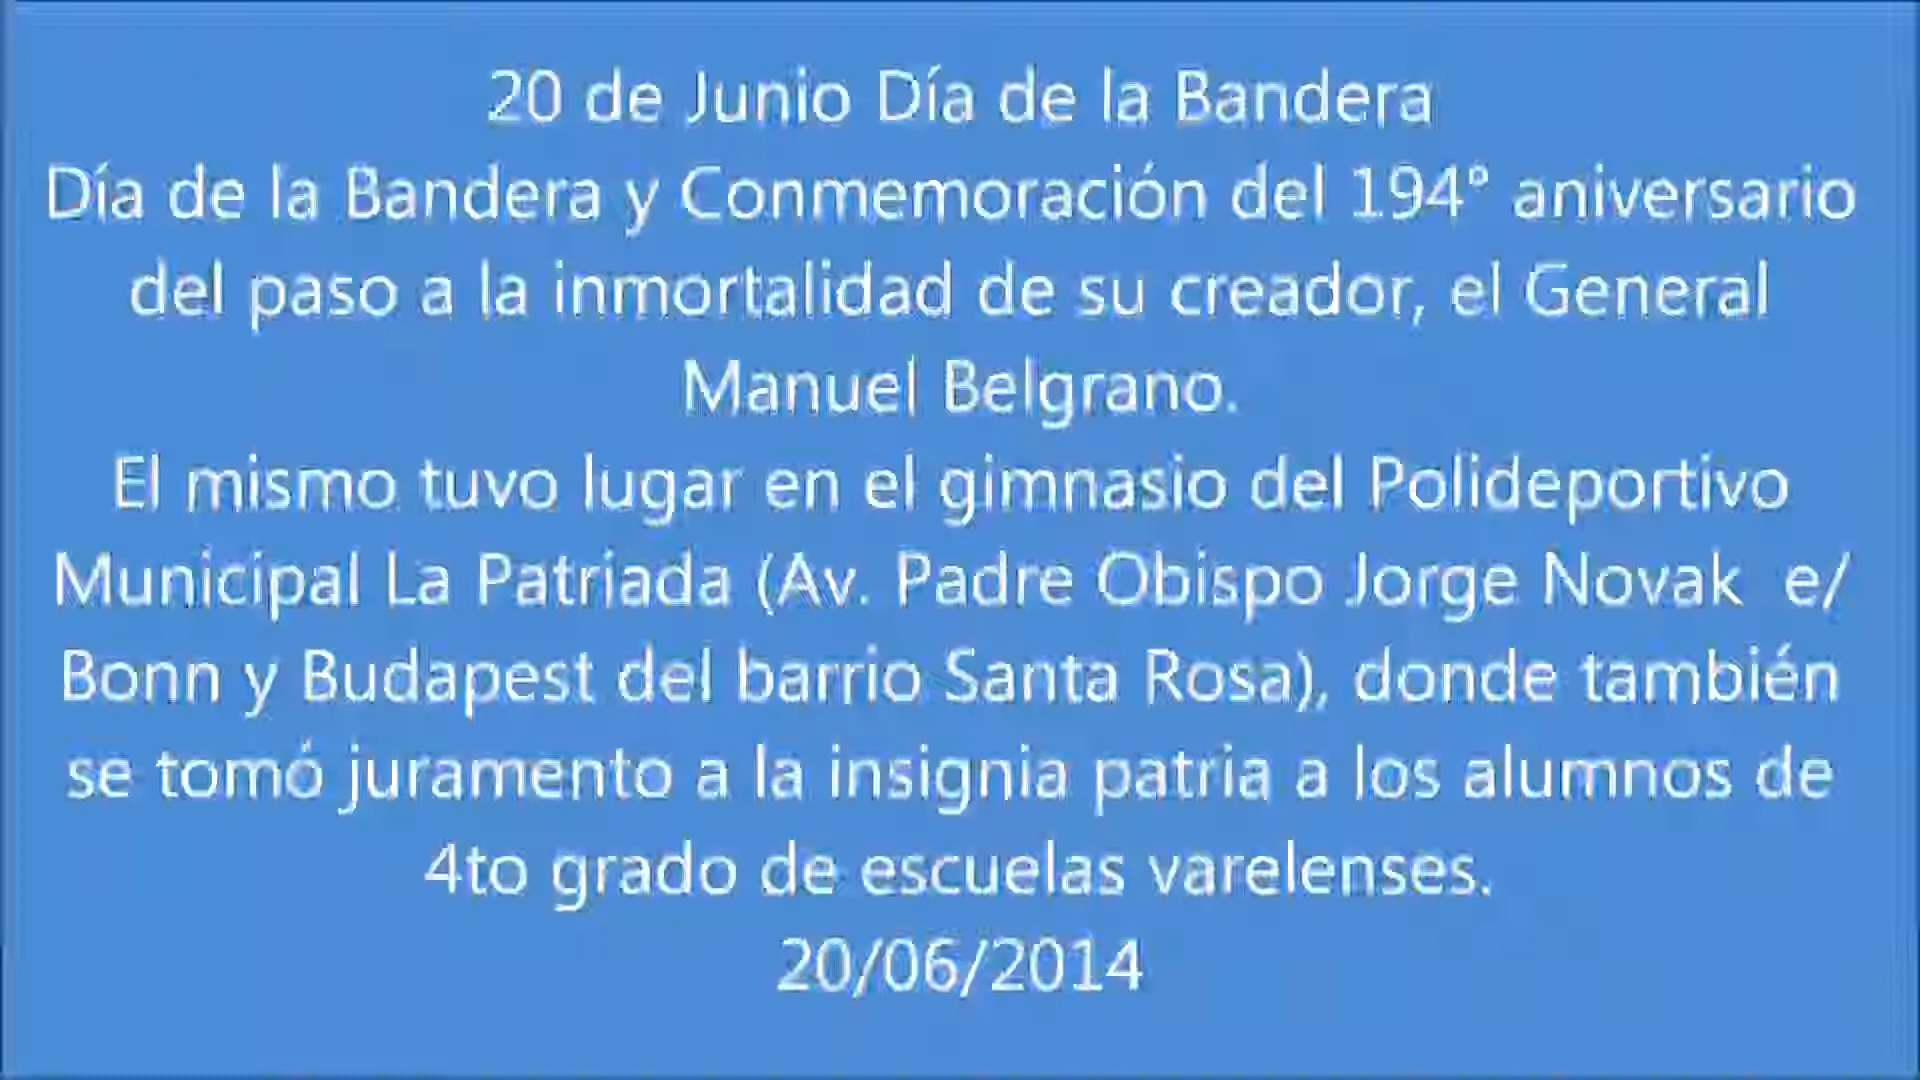 20 de Junio Día de la Bandera
Día de la Bandera y Conmemoración del 194° aniversario
del paso a la inmortalidad de su creador, el General
Manuel Belgrano.
El mismo tuvo lugar en el gimnasio del Polideportivo
Municipal La Patriada (Av. Padre Obispo Jorge Novak  e/
Bonn y Budapest del barrio Santa Rosa), donde también
se tomó juramento a la insignia patria a los alumnos de
4to grado de escuelas varelenses.
20/06/2014